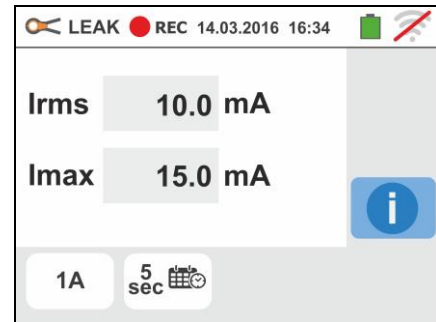 LEAK REC 14.03.2016 16:34
Irms 10.0 mA
Imax 15.0 mA
i
1A 5 sec